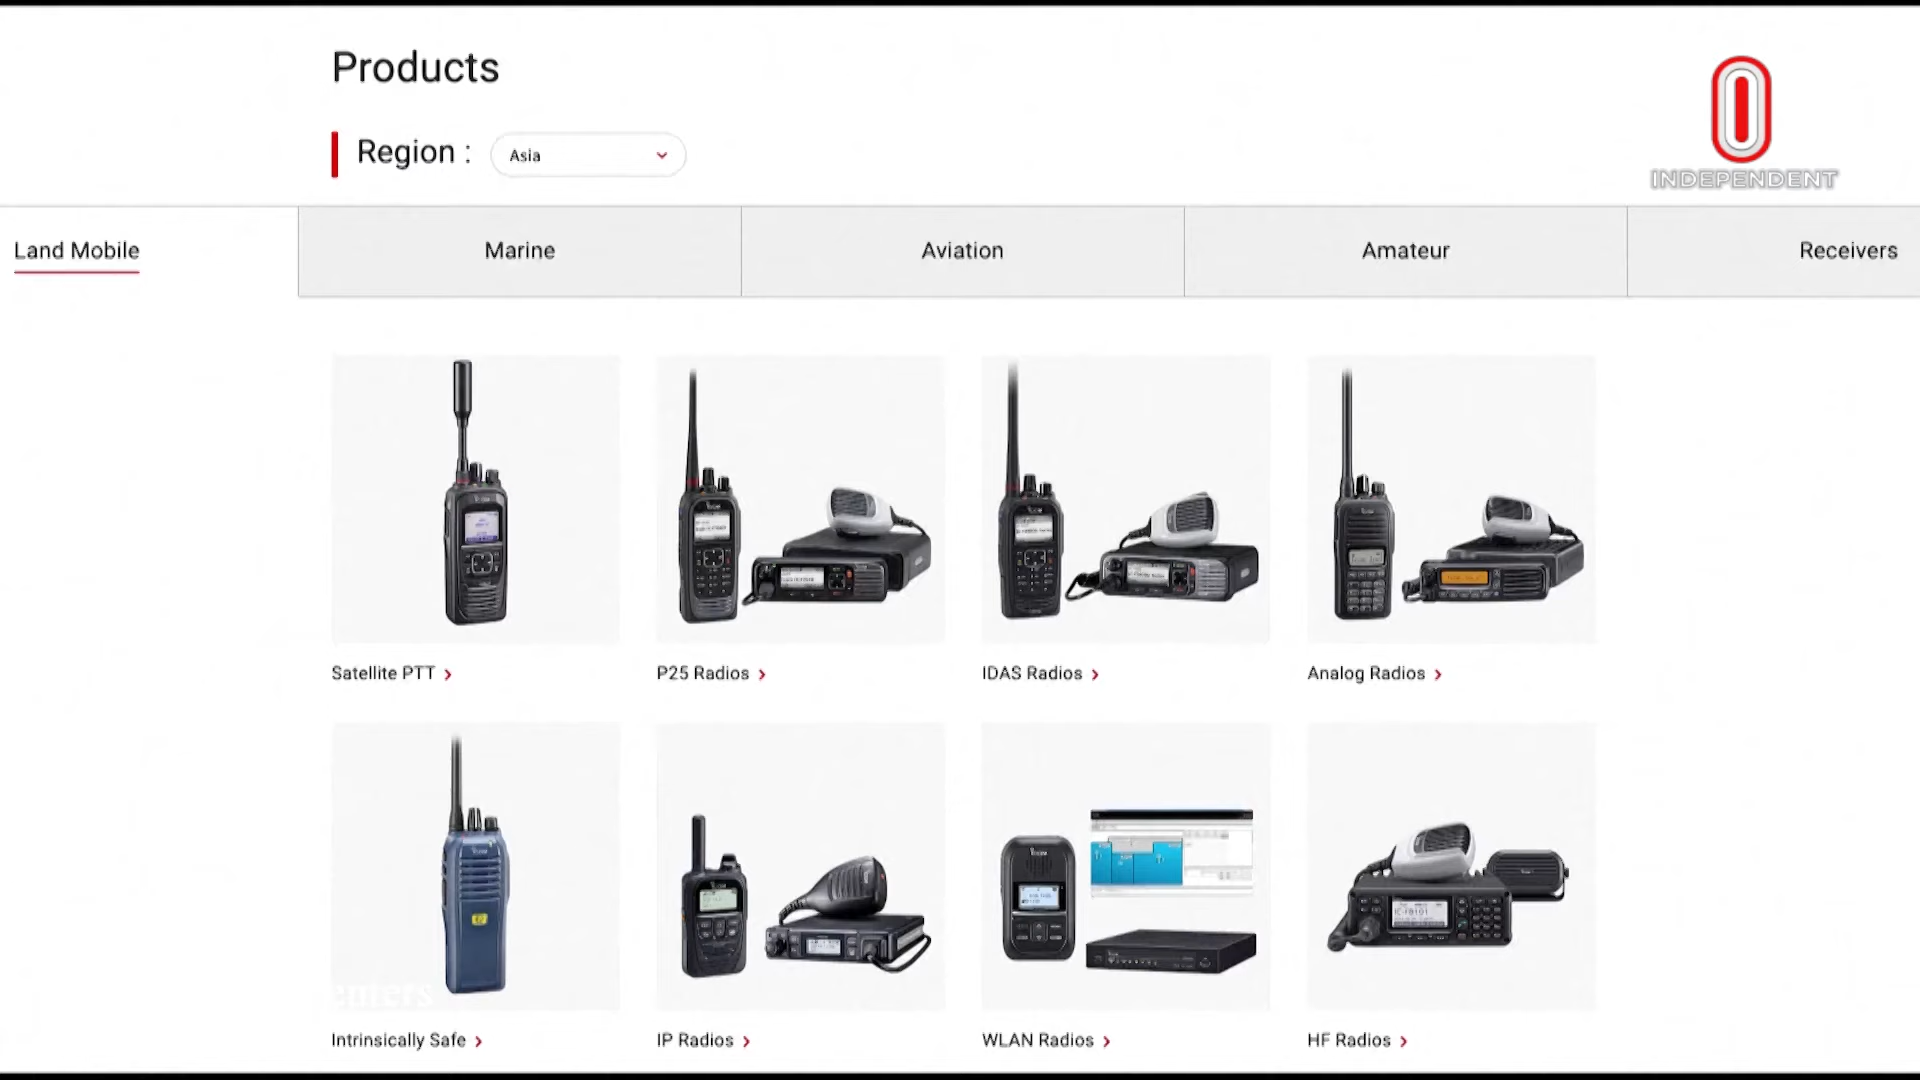 Products
Region :
Asia
INDEPENDENT
Land Mobile
Marine
Aviation
Amateur
Receivers
Satellite PTT
P25 Radios
IDAS Radios
Analog Radios
Intrinsically Safe
IP Radios
WLAN Radios
HF Radios